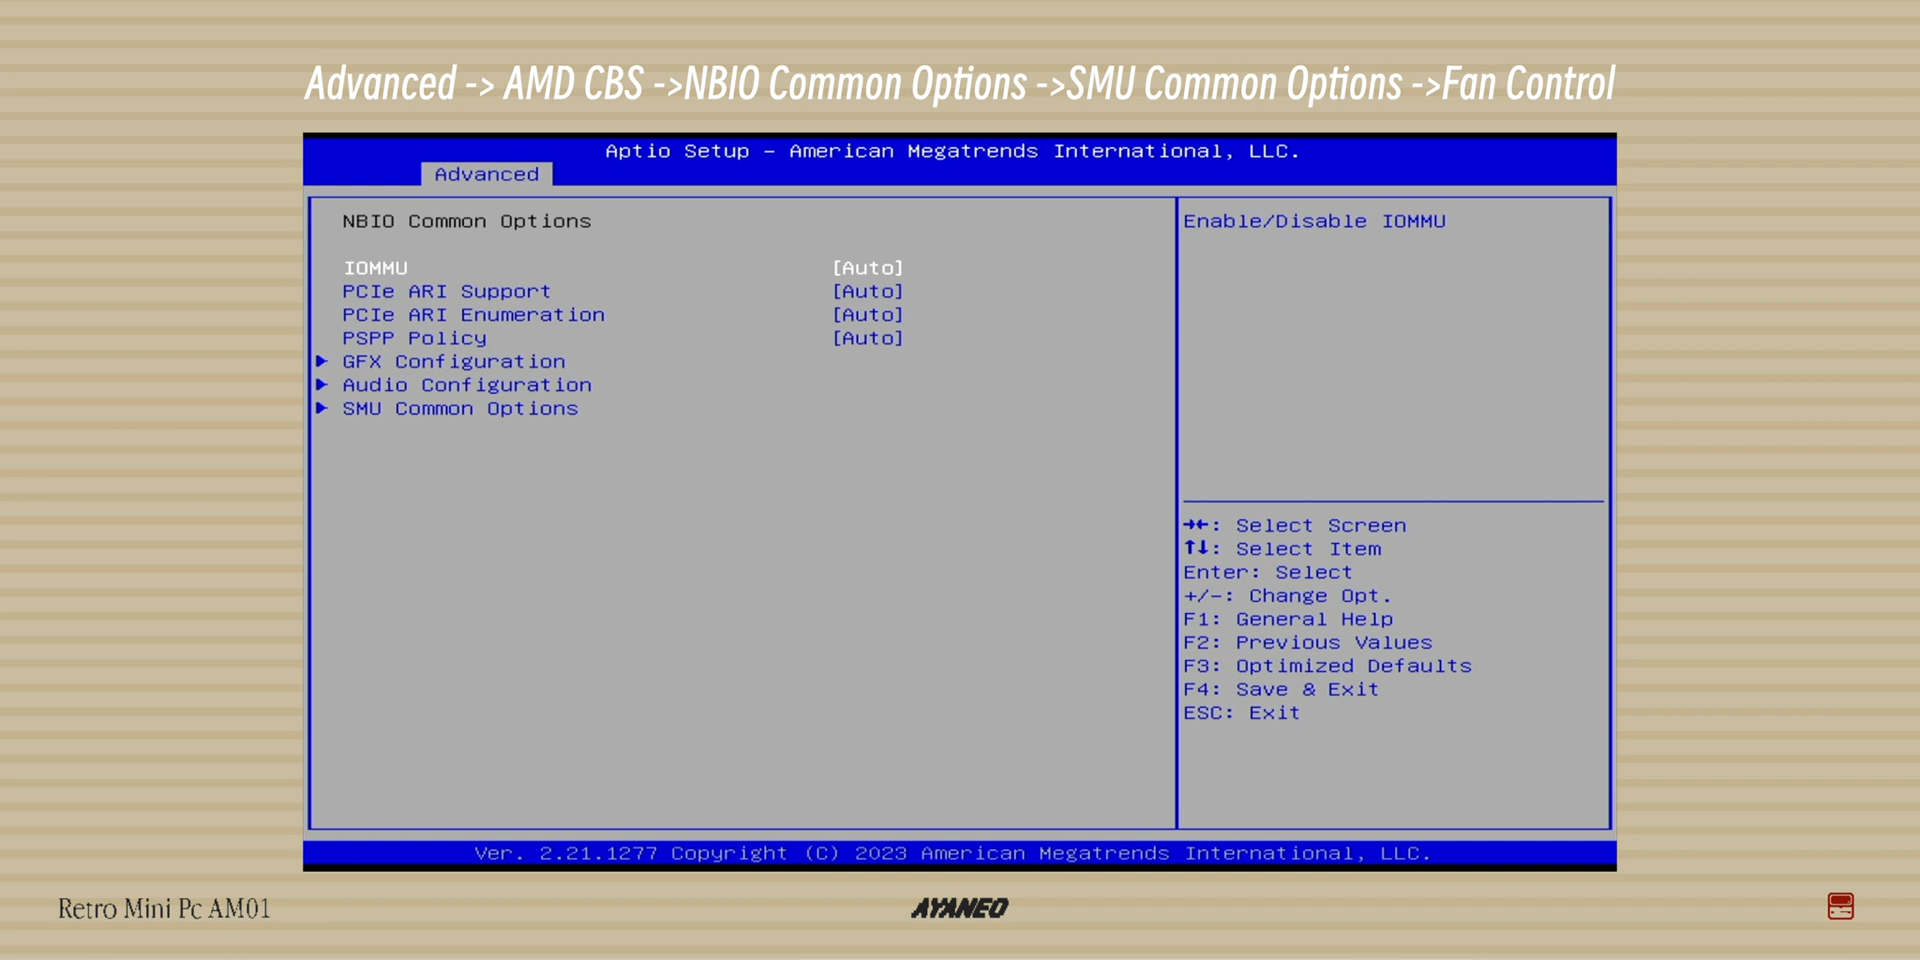 Advanced -> AMD CBS ->NBIO Common Options ->SMU Common Options ->Fan Control
Aptio Setup – American Megatrends International, LLC.
Advanced
NBIO Common Options
IOMMU [Auto]
PCIe ARI Support [Auto]
PCIe ARI Enumeration [Auto]
PSPP Policy [Auto]
► GFX Configuration
► Audio Configuration
► SMU Common Options
Enable/Disable IOMMU
→←: Select Screen
↑↓: Select Item
Enter: Select
+/-: Change Opt.
F1: General Help
F2: Previous Values
F3: Optimized Defaults
F4: Save & Exit
ESC: Exit
Ver. 2.21.1277 Copyright (C) 2023 American Megatrends International, LLC.
Retro Mini Pc AM01
AYANEO